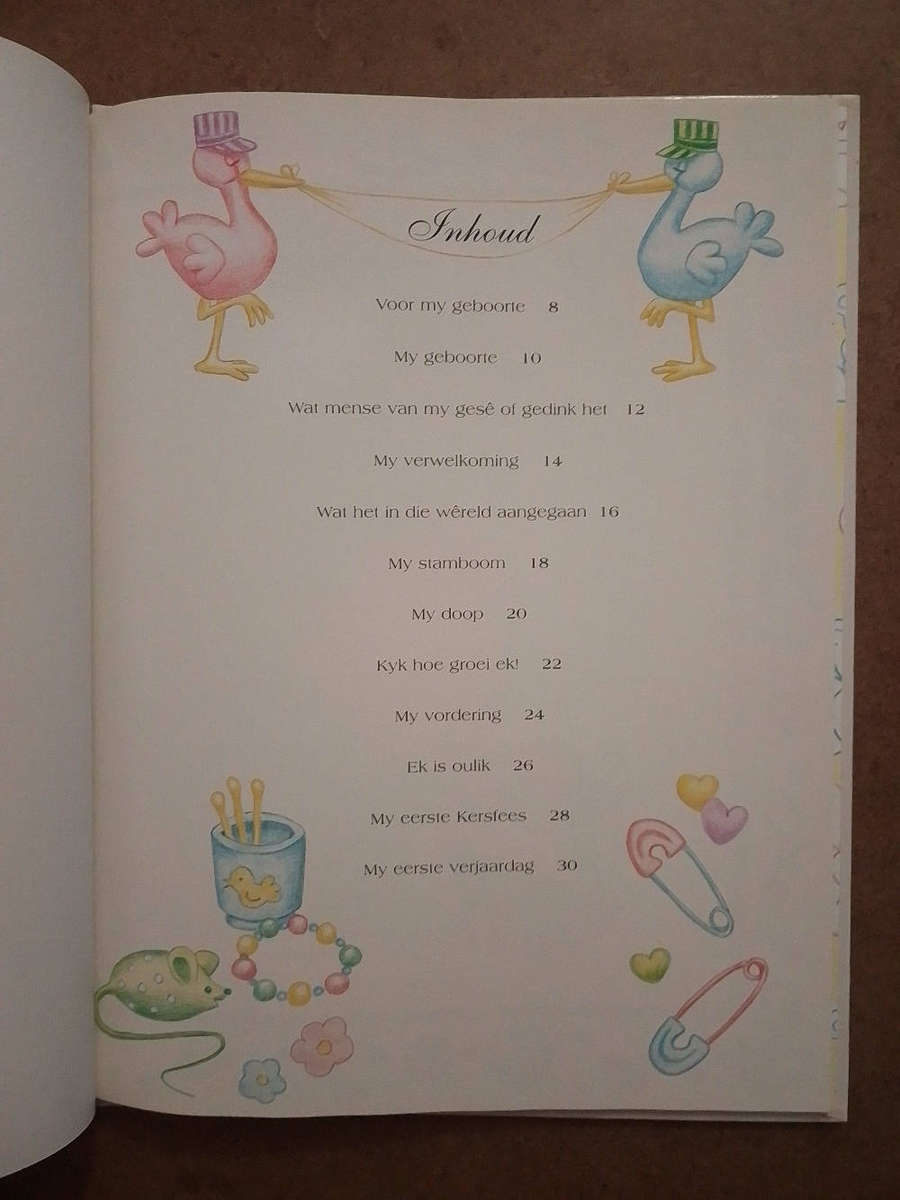 Inhoud
Voor my geboorte 8
My geboorte 10
Wat mense van my gesê of gedink het 12
My verwelkoming 14
Wat het in die wêreld aangegaan 16
My stamboom 18
My doop 20
Kyk hoe groei ek! 22
My vordering 24
Ek is oulik 26
My eerste Kersfees 28
My eerste verjaardag 30